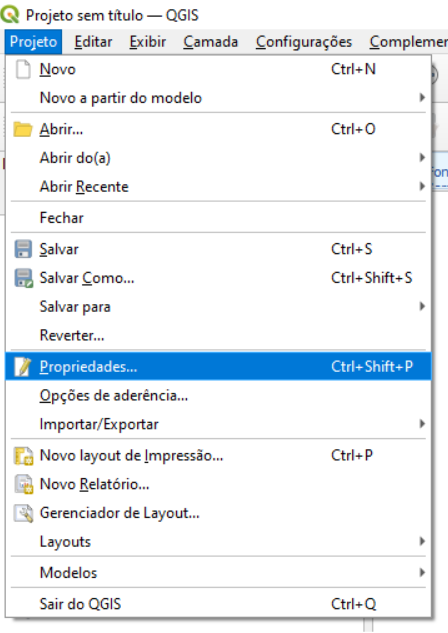 Projeto sem título — QGIS
Projeto Editar Exibir Camada Configurações
Novo Ctrl+N
Novo a partir do modelo
Abrir... Ctrl+O
Abrir do(a)
Abrir Recente
Fechar
Salvar Ctrl+S
Salvar Como... Ctrl+Shift+S
Salvar para
Reverter...
Propriedades... Ctrl+Shift+P
Opções de aderência...
Importar/Exportar
Novo layout de Impressão... Ctrl+P
Novo Relatório...
Gerenciador de Layout...
Layouts
Modelos
Sair do QGIS Ctrl+Q